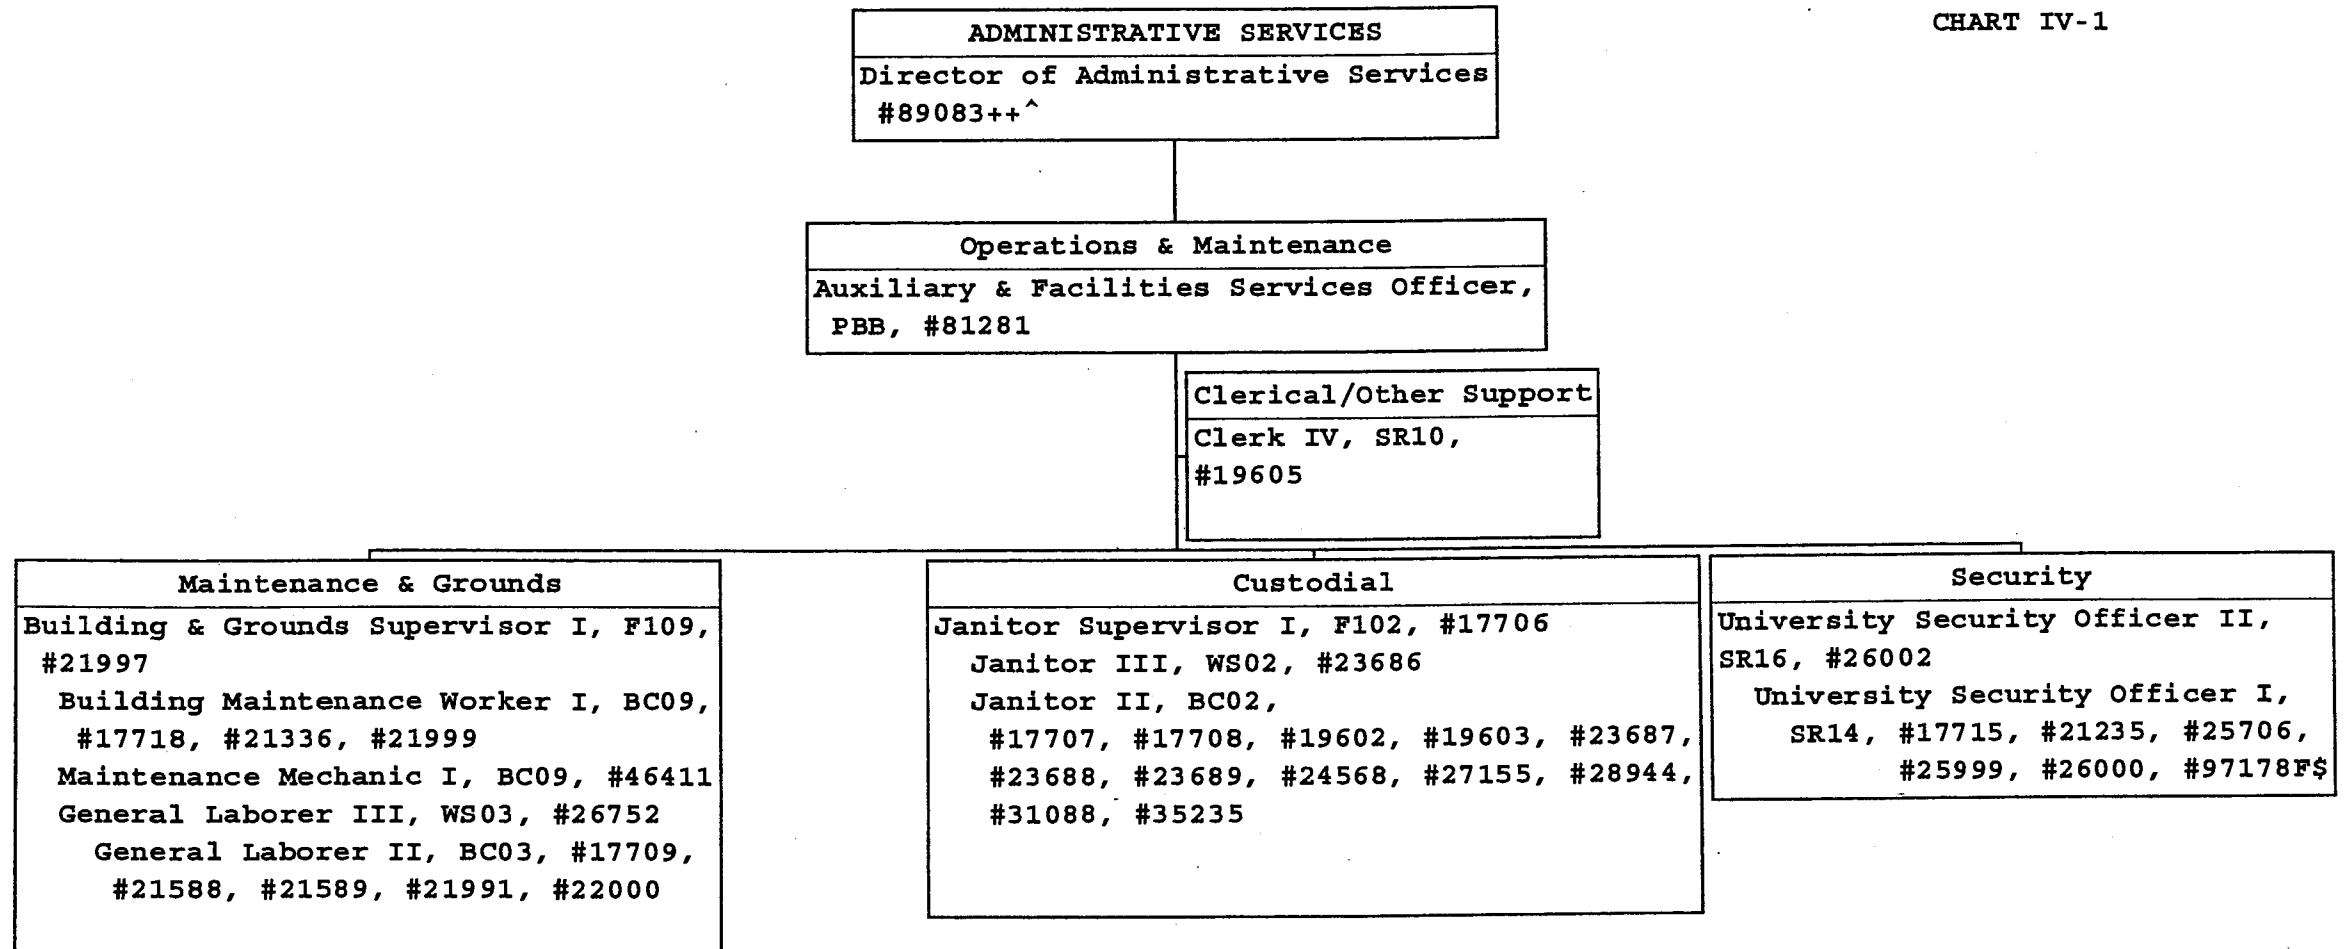 CHART IV-1
ADMINISTRATIVE SERVICES
Director of Administrative Services
#89083++^
Operations & Maintenance
Auxiliary & Facilities Services Officer,
PBB, #81281
Clerical/Other Support
Clerk IV, SR10,
#19605
Maintenance & Grounds
Building & Grounds Supervisor I, F109,
#21997
Building Maintenance Worker I, BC09,
#17718, #21336, #21999
Maintenance Mechanic I, BC09, #46411
General Laborer III, WS03, #26752
General Laborer II, BC03, #17709,
#21588, #21589, #21991, #22000
Custodial
Janitor Supervisor I, F102, #17706
Janitor III, WS02, #23686
Janitor II, BC02,
#17707, #17708, #19602, #19603, #23687,
#23688, #23689, #24568, #27155, #28944,
#31088, #35235
Security
University Security Officer II,
SR16, #26002
University Security Officer I,
SR14, #17715, #21235, #25706,
#25999, #26000, #97178F$